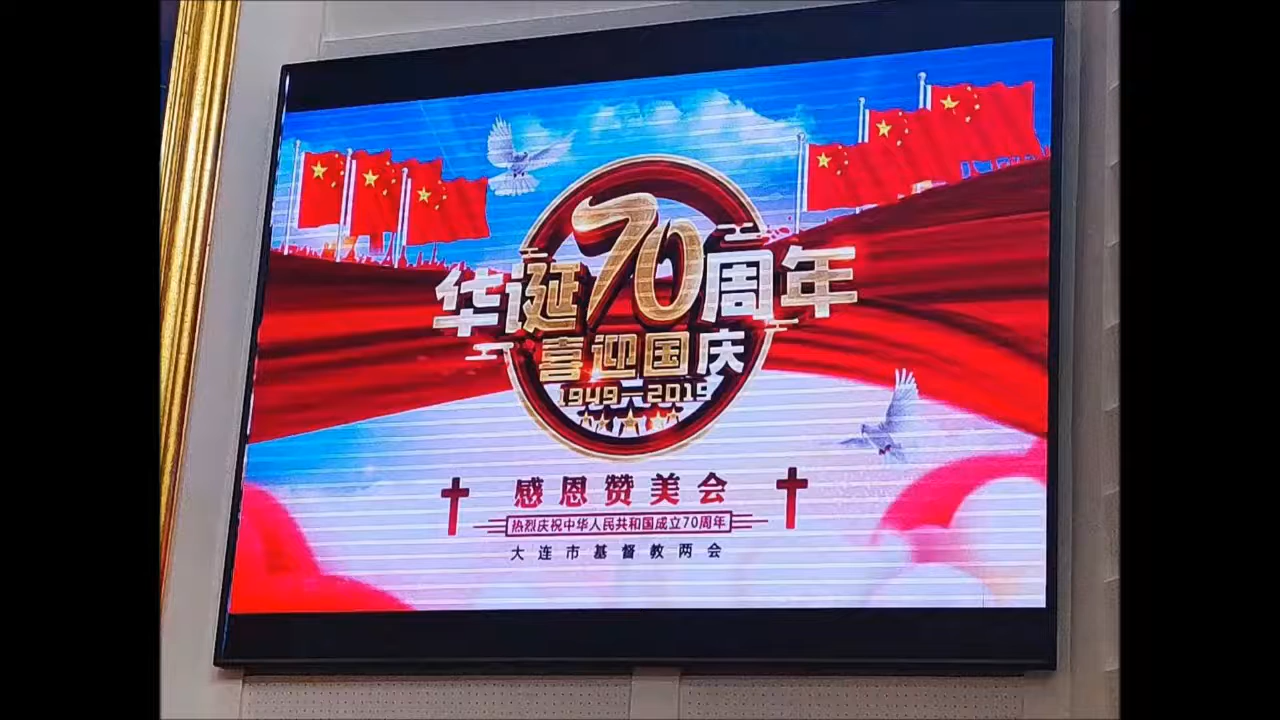 华诞70周年
喜迎国庆
1949—2019
感恩赞美会
热烈庆祝中华人民共和国成立70周年
大连市基督教两会